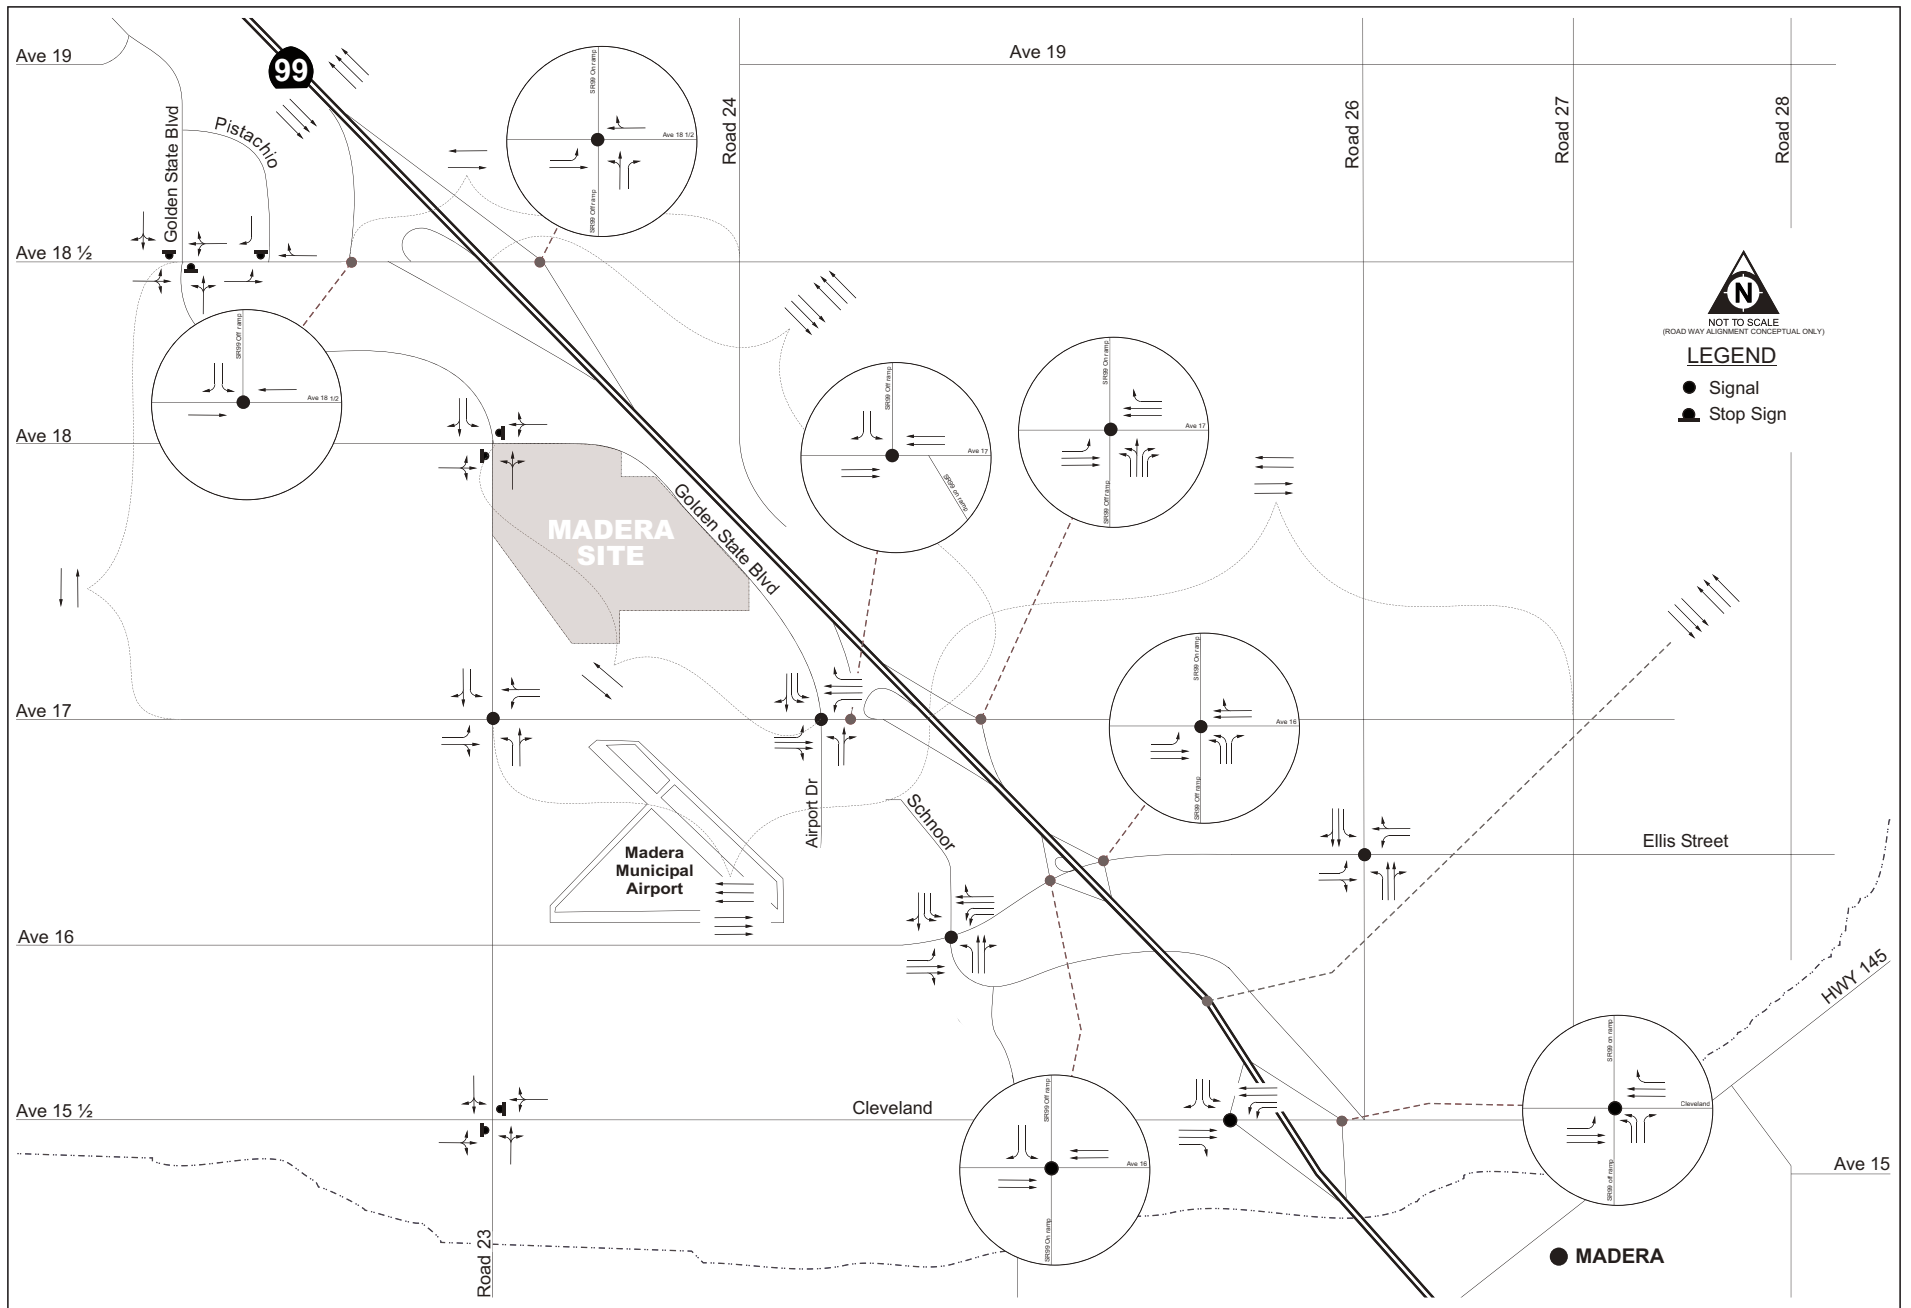 Ave 19
99
Ave 19
Golden State Blvd
Pistachio
SR99 On ramp
Ave 18 1/2
SR99 Off ramp
Road 24
Road 26
Road 27
Road 28
Ave 18 ½
N
NOT TO SCALE
(ROAD WAY ALIGNMENT CONCEPTUAL ONLY)
LEGEND
Signal
Stop Sign
SR99 Off ramp
Ave 18 1/2
SR99 Off ramp
Ave 17
SR99 on ramp
SR99 On ramp
Ave 17
SR99 Off ramp
Ave 18
MADERA
SITE
Golden State Blvd
Ave 17
SR99 On ramp
Ave 16
SR99 Off ramp
Airport Dr
Schnoor
Madera
Municipal
Airport
Ellis Street
Ave 16
HWY 145
Ave 15 ½
Cleveland
SR99 Off ramp
Ave 16
SR99 On ramp
SR99 on ramp
Cleveland
SR99 off ramp
Ave 15
Road 23
MADERA